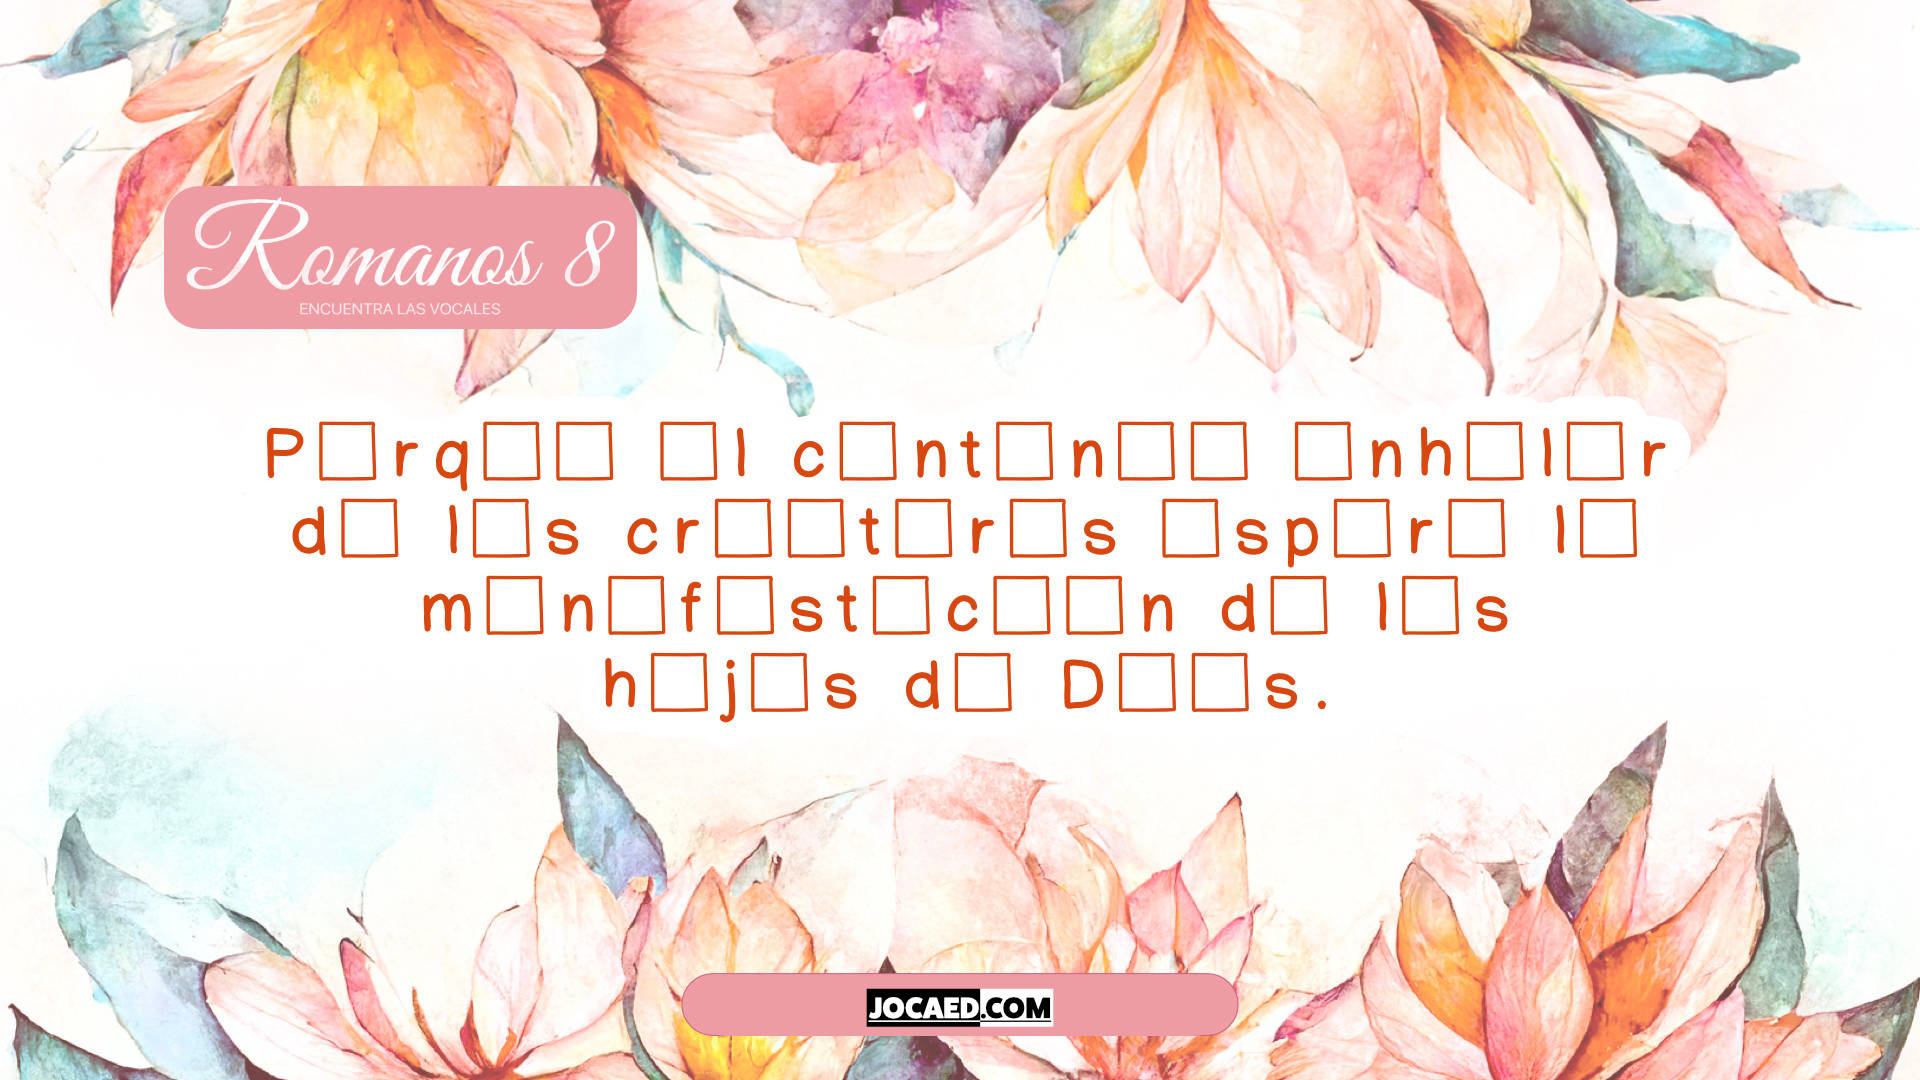 Romanos 8
ENCUENTRA LAS VOCALES
P□rq□□ □l c□nt□n□□ □nh□l□r
d□ l□s cr□□t□r□s □sp□r□ l□
m□n□f□st□c□□n d□ l□s
h□j□s d□ D□□s.
JOCAED.COM